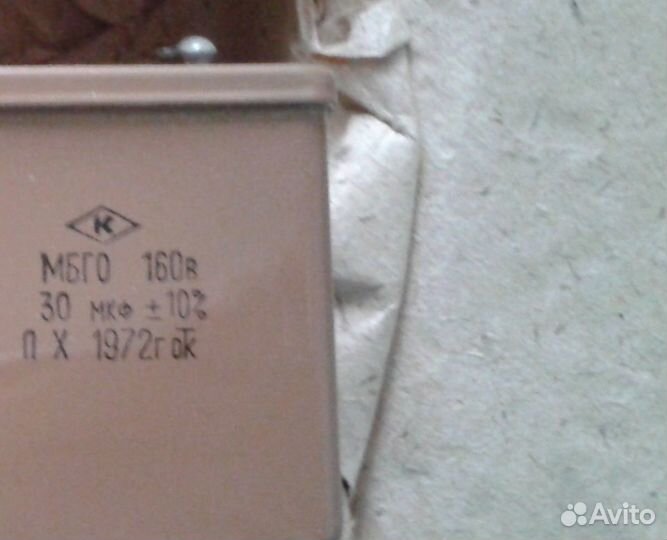 К
МБГО 160в
30 мкф ±10%
П Х 1972г отк
Avito